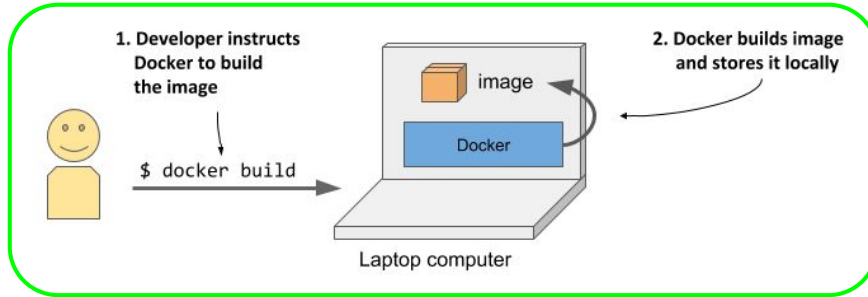 1. Developer instructs
Docker to build
the image
2. Docker builds image
and stores it locally
image
Docker
$ docker build
Laptop computer